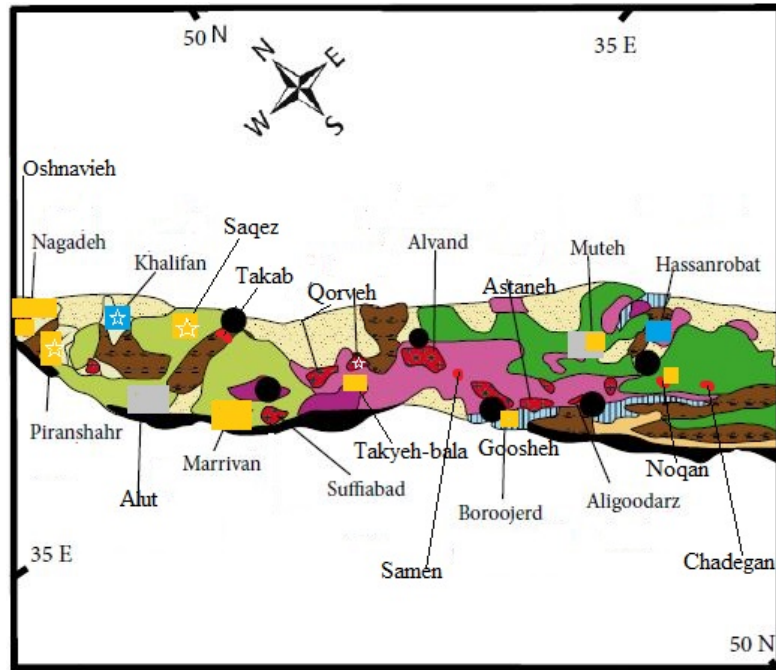 50 N
35 E
N
E
W
S
Oshnavieh
Nagadeh
Khalifan
Saqez
Takab
Qorveh
Alvand
Astaneh
Muteh
Hassanrobat
Piranshahr
Alut
Marrivan
Suffiabad
Takyeh-bala
Samen
Goosheh
Boroojerd
Aligoodarz
Noqan
Chadegan
35 E
50 N